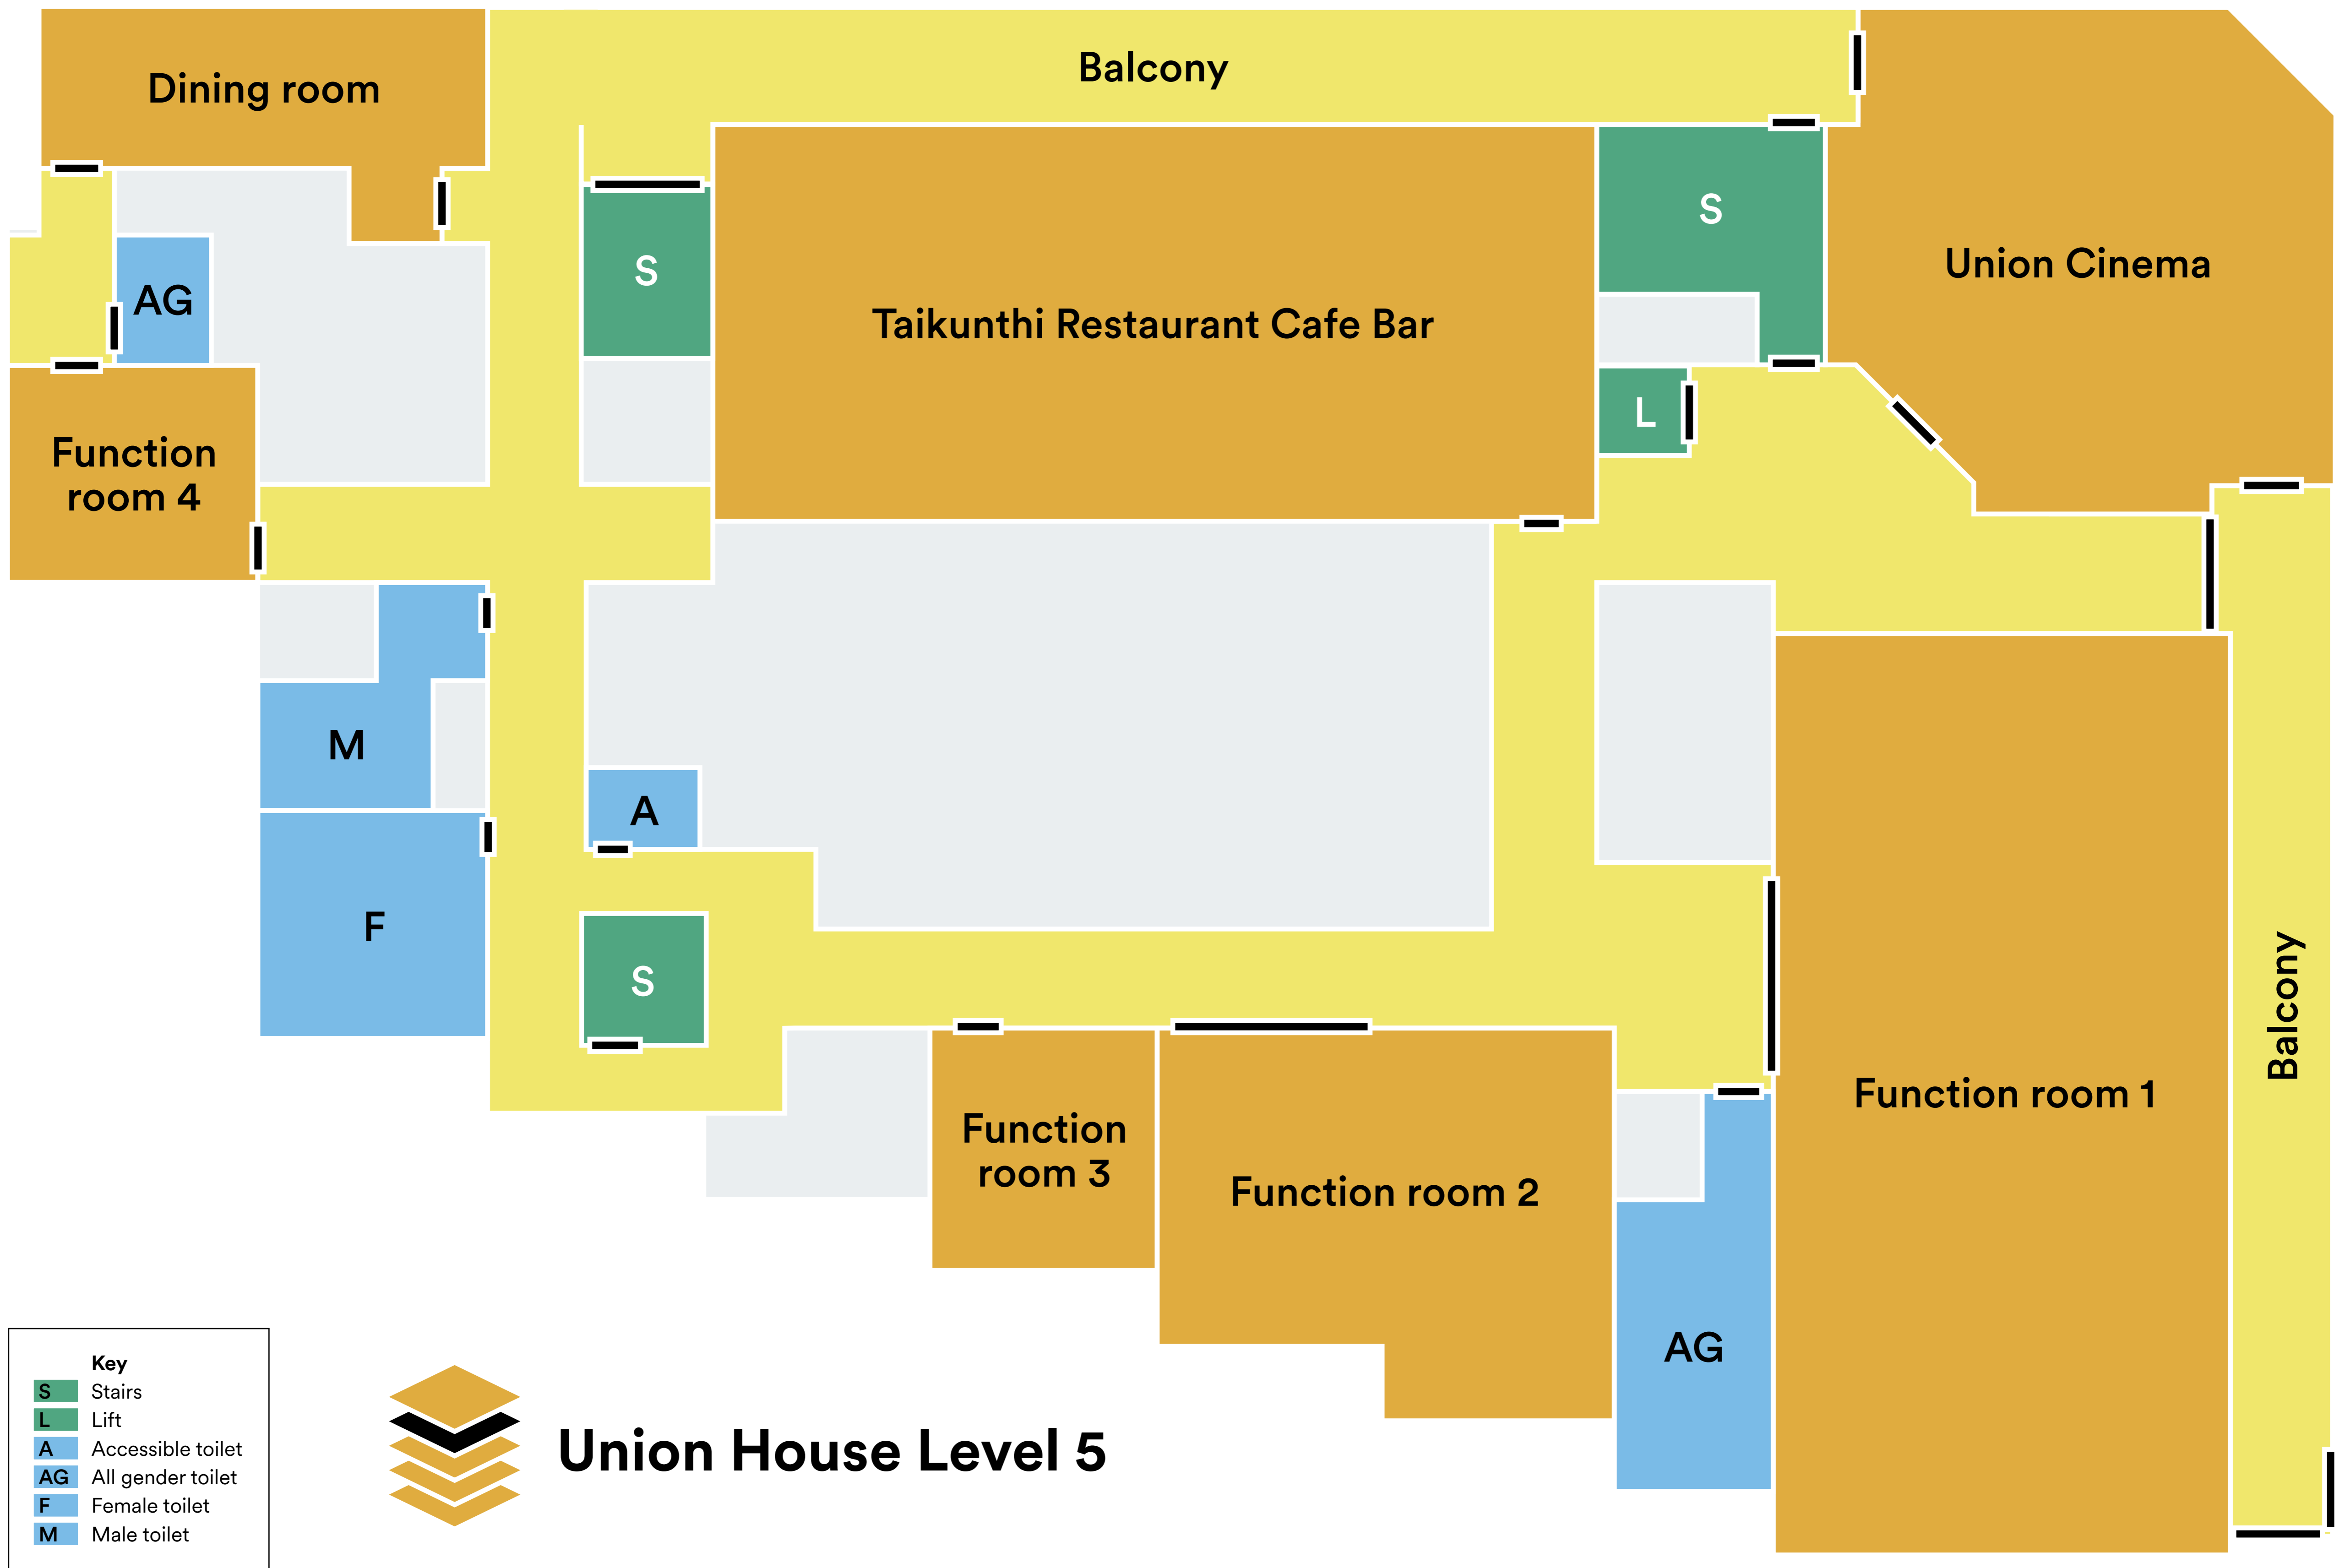 Balcony
Dining room
S
S
Union Cinema
AG
Taikunthi Restaurant Cafe Bar
L
Function
room 4
M
A
F
S
Balcony
Function room 1
Function
room 3
Function room 2
AG
Key
S Stairs
L Lift
A Accessible toilet
AG All gender toilet
F Female toilet
M Male toilet
Union House Level 5